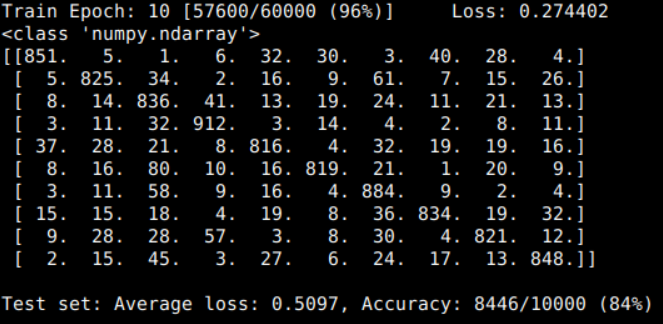 Train Epoch: 10 [57600/60000 (96%)]     Loss: 0.274402
<class 'numpy.ndarray'>
[[851.   5.   1.   6.  32.  30.   3.  40.  28.   4.]
 [  5. 825.  34.   2.  16.   9.  61.   7.  15.  26.]
 [  8.  14. 836.  41.  13.  19.  24.  11.  21.  13.]
 [  3.  11.  32. 912.   3.  14.   4.   2.   8.  11.]
 [ 37.  28.  21.   8. 816.   4.  32.  19.  19.  16.]
 [  8.  16.  80.  10.  16. 819.  21.   1.  20.   9.]
 [  3.  11.  58.   9.  16.   4. 884.   9.   2.   4.]
 [ 15.  15.  18.   4.  19.   8.  36. 834.  19.  32.]
 [  9.  28.  28.  57.   3.   8.  30.   4. 821.  12.]
 [  2.  15.  45.   3.  27.   6.  24.  17.  13. 848.]]
Test set: Average loss: 0.5097, Accuracy: 8446/10000 (84%)